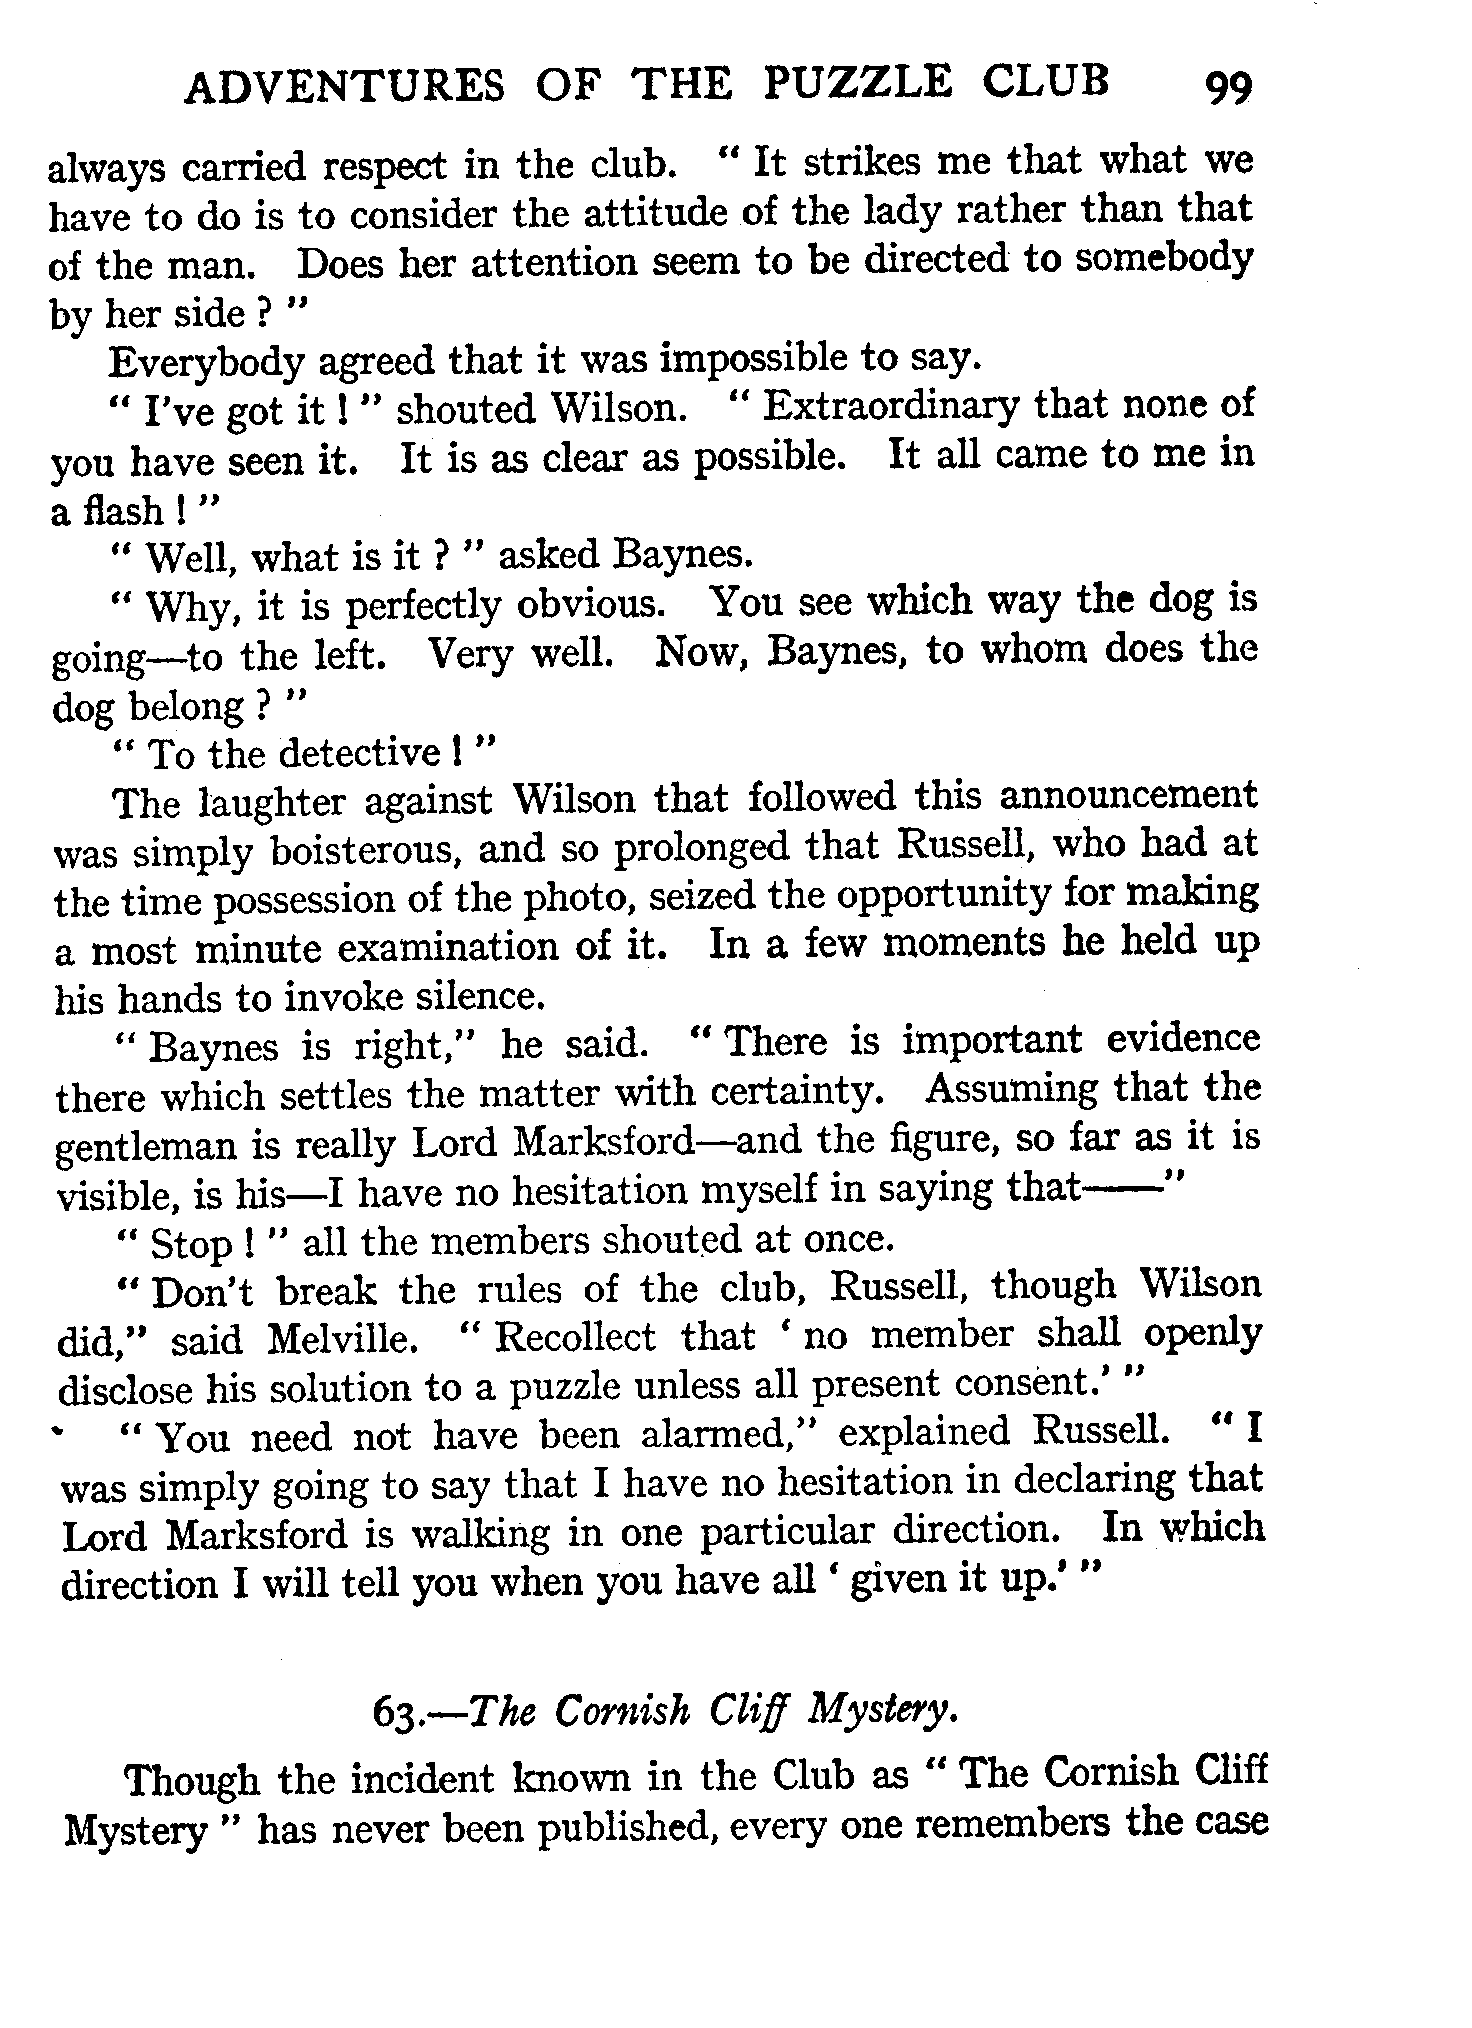 ADVENTURES OF THE PUZZLE CLUB 99
always carried respect in the club. “ It strikes me that what we
have to do is to consider the attitude of the lady rather than that
of the man. Does her attention seem to be directed to somebody
by her side ? ”
Everybody agreed that it was impossible to say.
“ I've got it ! ” shouted Wilson. “ Extraordinary that none of
you have seen it. It is as clear as possible. It all came to me in
a flash ! ”
“ Well, what is it ? ” asked Baynes.
“ Why, it is perfectly obvious. You see which way the dog is
going—to the left. Very well. Now, Baynes, to whom does the
dog belong ? ”
“ To the detective ! ”
The laughter against Wilson that followed this announcement
was simply boisterous, and so prolonged that Russell, who had at
the time possession of the photo, seized the opportunity for making
a most minute examination of it. In a few moments he held up
his hands to invoke silence.
“ Baynes is right,” he said. “ There is important evidence
there which settles the matter with certainty. Assuming that the
gentleman is really Lord Marksford—and the figure, so far as it is
visible, is his—I have no hesitation myself in saying that——”
“ Stop ! ” all the members shouted at once.
“ Don't break the rules of the club, Russell, though Wilson
did,” said Melville. “ Recollect that ‘ no member shall openly
disclose his solution to a puzzle unless all present consent.’ ”
“ You need not have been alarmed,” explained Russell. “ I
was simply going to say that I have no hesitation in declaring that
Lord Marksford is walking in one particular direction. In which
direction I will tell you when you have all ‘ given it up.’ ”
63.—The Cornish Cliff Mystery.
Though the incident known in the Club as “ The Cornish Cliff
Mystery ” has never been published, every one remembers the case